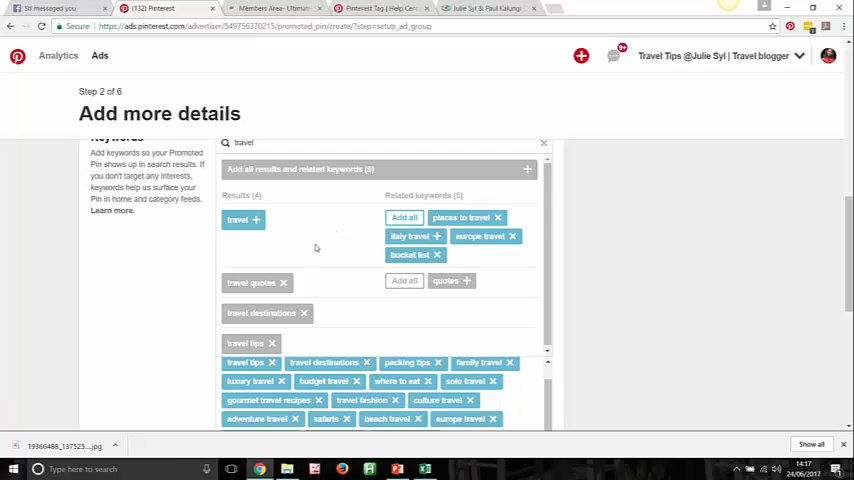 Stl messaged you
(132) Pinterest
Members Area- Ultimat
Pinterest Tag | Help Cen
Julie Syl & Paul Kalung
Secure
https://ads.pinterest.com/advertiser/549756370215/promoted_pin/create/?step=setup_ad_group
Analytics
Ads
9+
Travel Tips @Julie Syl | Travel blogger
Step 2 of 6
Add more details
Keywords
Add keywords so your Promoted
Pin shows up in search results. If
you don't target any interests,
keywords help us surface your
Pin in home and category feeds.
Learn more.
travel
Add all results and related keywords (9)
Results (4)
Related keywords (5)
travel
Add all
places to travel
italy travel
europe travel
bucket list
travel quotes
Add all
quotes
travel destinations
travel tips
travel tips
travel destinations
packing tips
family travel
luxury travel
budget travel
where to eat
solo travel
gourmet travel recipes
travel fashion
culture travel
adventure travel
safaris
beach travel
europe travel
19366488_137525....jpg
Show all
Type here to search
14:17
24/06/2017